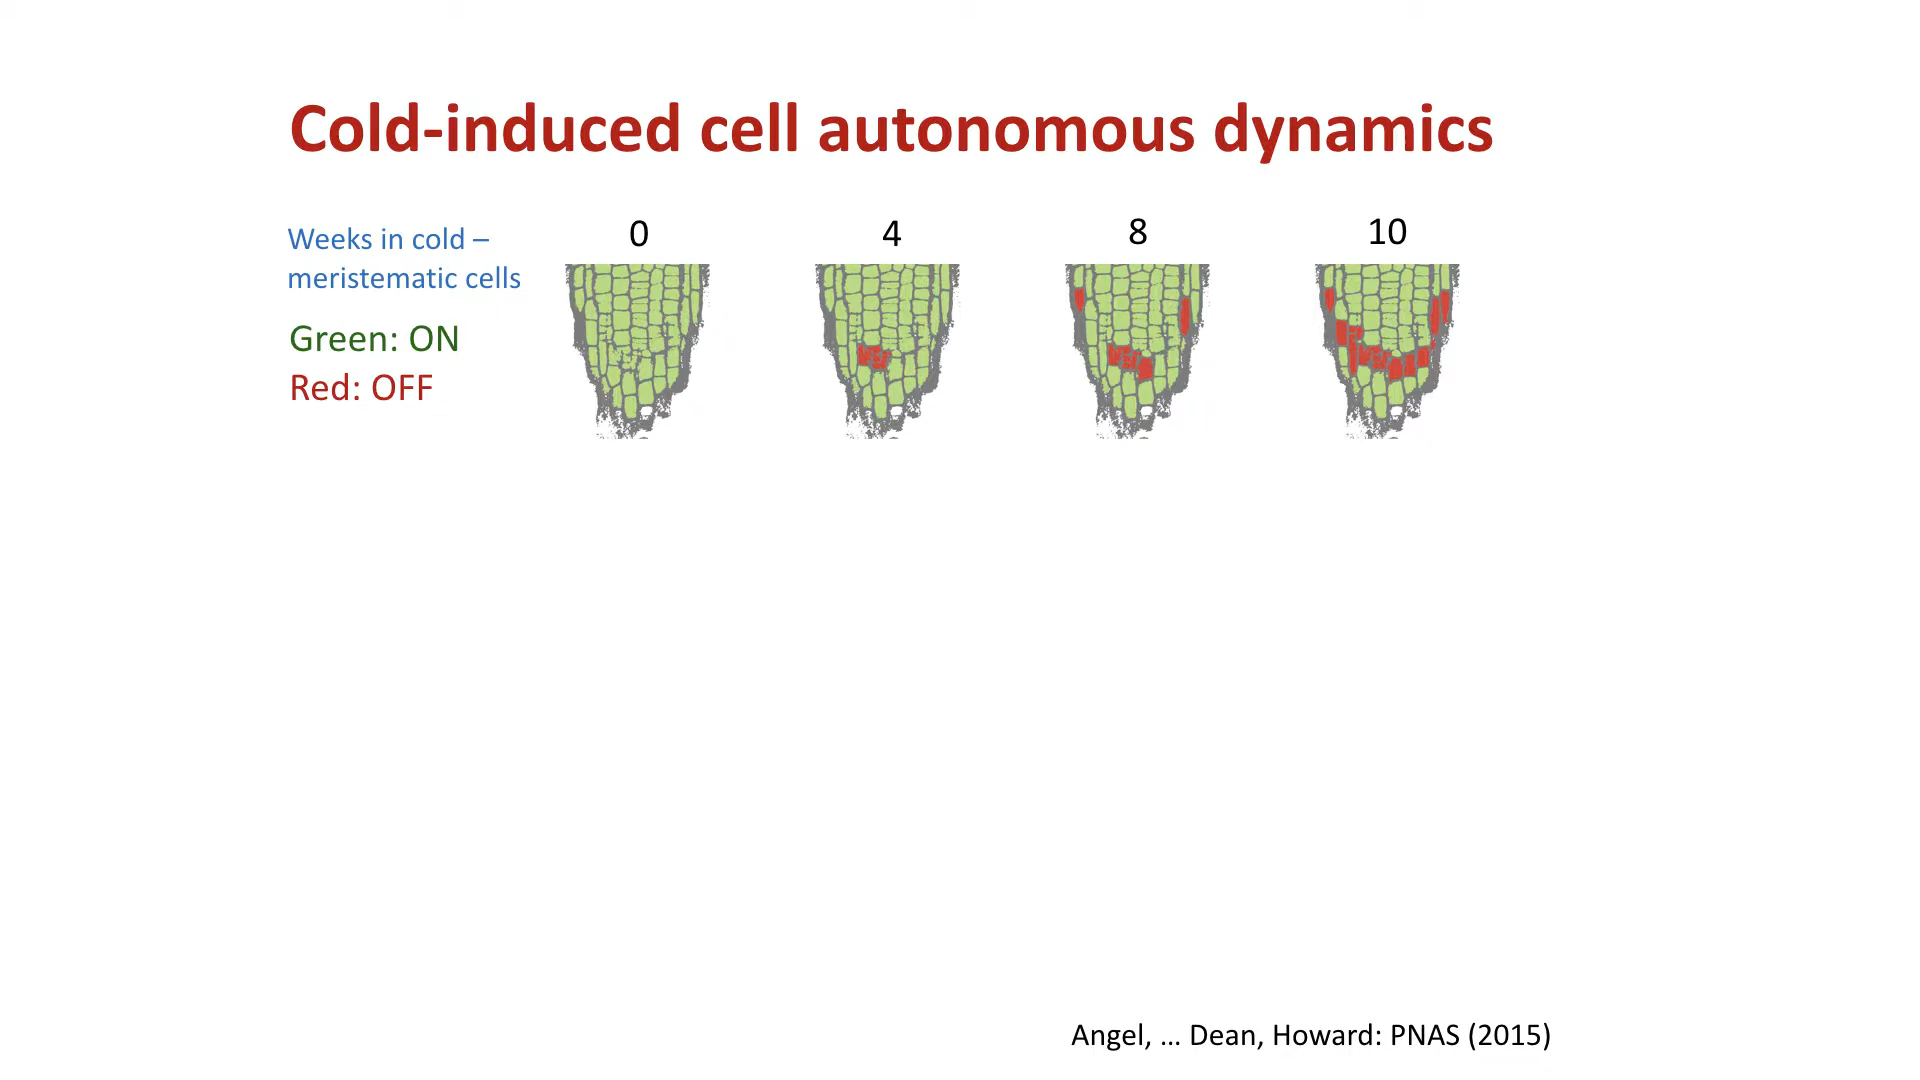 Cold-induced cell autonomous dynamics
Weeks in cold –
meristematic cells
0
4
8
10
Green: ON
Red: OFF
Angel, ... Dean, Howard: PNAS (2015)